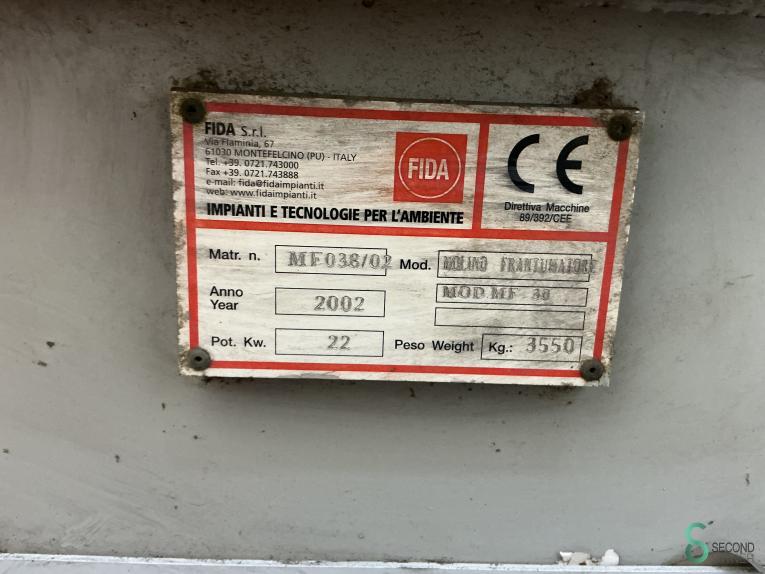 FIDA S.r.l.
Via Flaminia, 67
61030 MONTEFELCINO (PU) - ITALY
Tel. +39. 0721.743000
Fax +39. 0721.743888
e-mail: fida@fidaimpianti.it
web: www.fidaimpianti.it
FIDA
IMPIANTI E TECNOLOGIE PER L'AMBIENTE
CE
Direttiva Macchine
89/392/CEE
Matr. n. MF038/02 Mod. MOLINO FRANTUMATORE
MOD.MF 30
Anno
Year 2002
Pot. Kw. 22 Peso Weight Kg.: 3550
SECOND